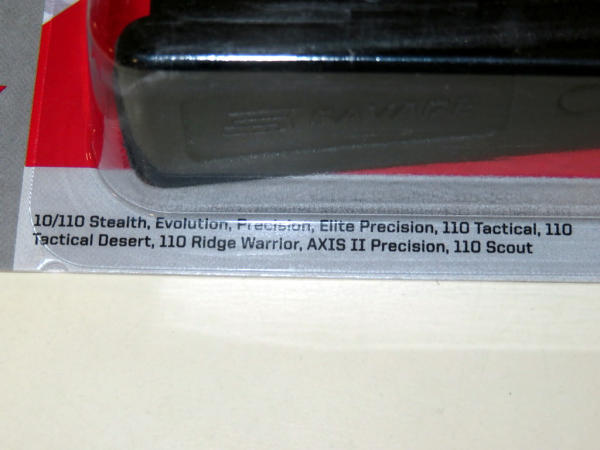 SAVAGE
10/110 Stealth, Evolution, Precision, Elite Precision, 110 Tactical, 110
Tactical Desert, 110 Ridge Warrior, AXIS II Precision, 110 Scout